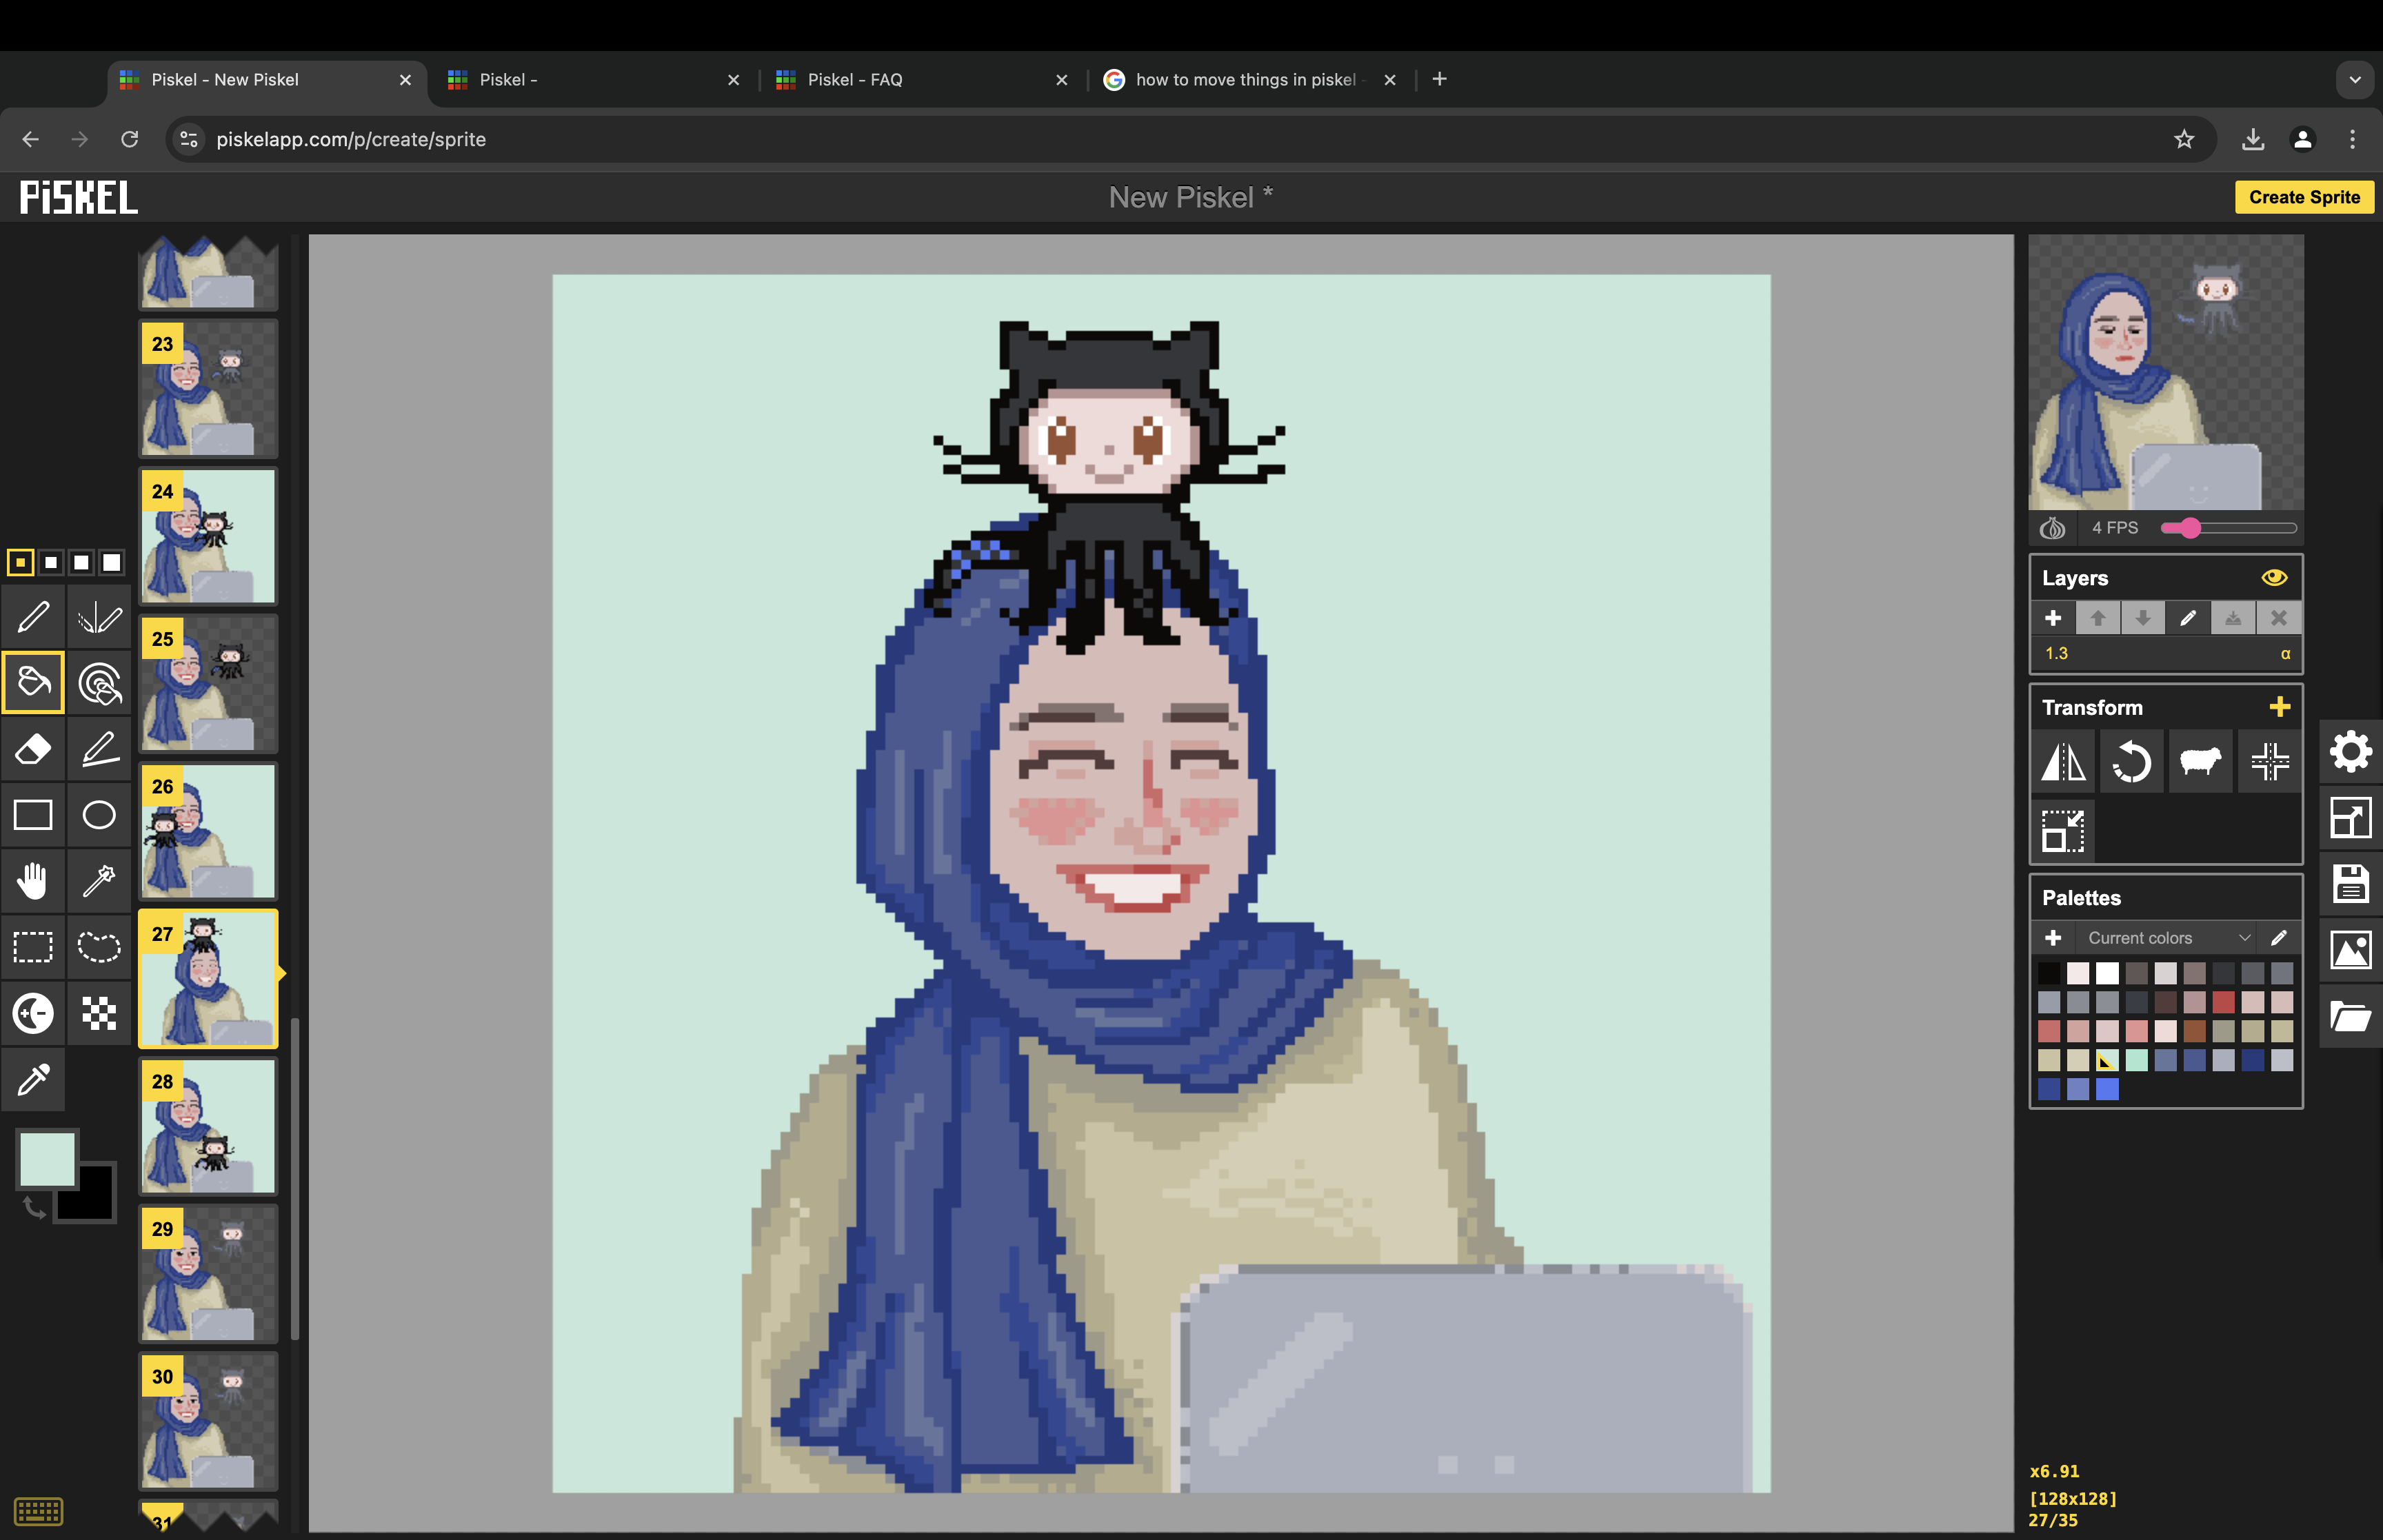 Piskel - New Piskel
Piskel -
Piskel - FAQ
how to move things in piskel -
piskelapp.com/p/create/sprite
PiSKEL
New Piskel *
Create Sprite
23
24
25
26
27
28
29
30
31
4 FPS
Layers
1.3
α
Transform
Palettes
Current colors
x6.91
[128x128]
27/35